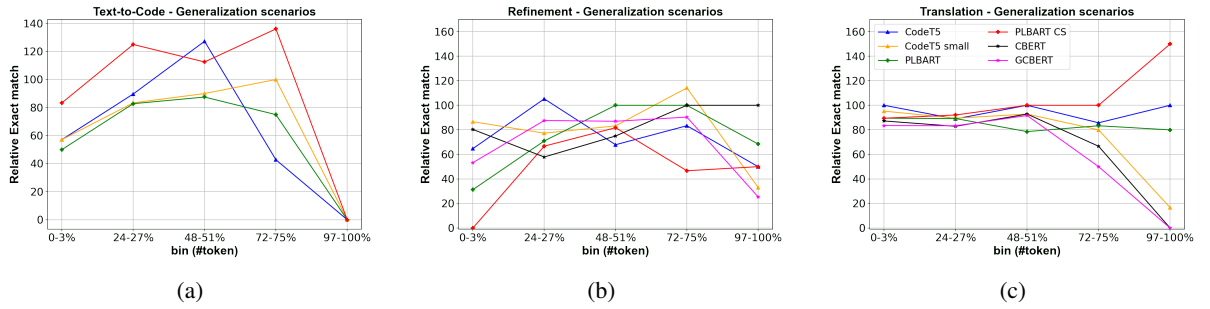 Text-to-Code - Generalization scenarios
140
120
100
80
60
40
20
0
Relative Exact match
0-3% 24-27% 48-51% 72-75% 97-100%
bin (#token)
(a)
Refinement - Generalization scenarios
160
140
120
100
80
60
40
20
0
Relative Exact match
0-3% 24-27% 48-51% 72-75% 97-100%
bin (#token)
(b)
Translation - Generalization scenarios
160
140
120
100
80
60
40
20
0
Relative Exact match
CodeT5 PLBART CS
CodeT5 small CBERT
PLBART GCBERT
0-3% 24-27% 48-51% 72-75% 97-100%
bin (#token)
(c)